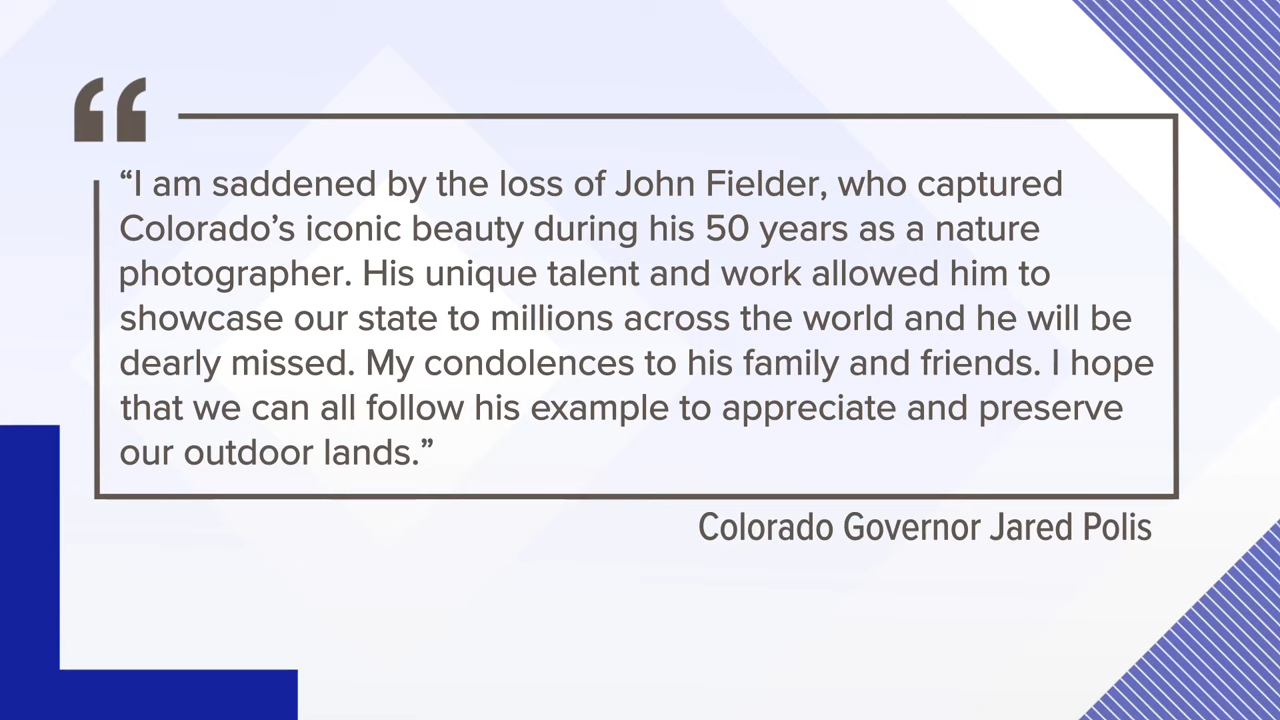 “I am saddened by the loss of John Fielder, who captured
Colorado’s iconic beauty during his 50 years as a nature
photographer. His unique talent and work allowed him to
showcase our state to millions across the world and he will be
dearly missed. My condolences to his family and friends. I hope
that we can all follow his example to appreciate and preserve
our outdoor lands.”
Colorado Governor Jared Polis